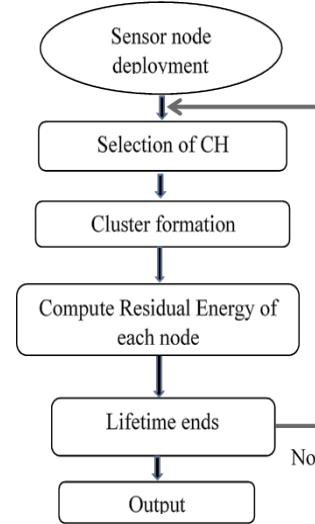 Sensor node
deployment
Selection of CH
Cluster formation
Compute Residual Energy of
each node
Lifetime ends
No
Output